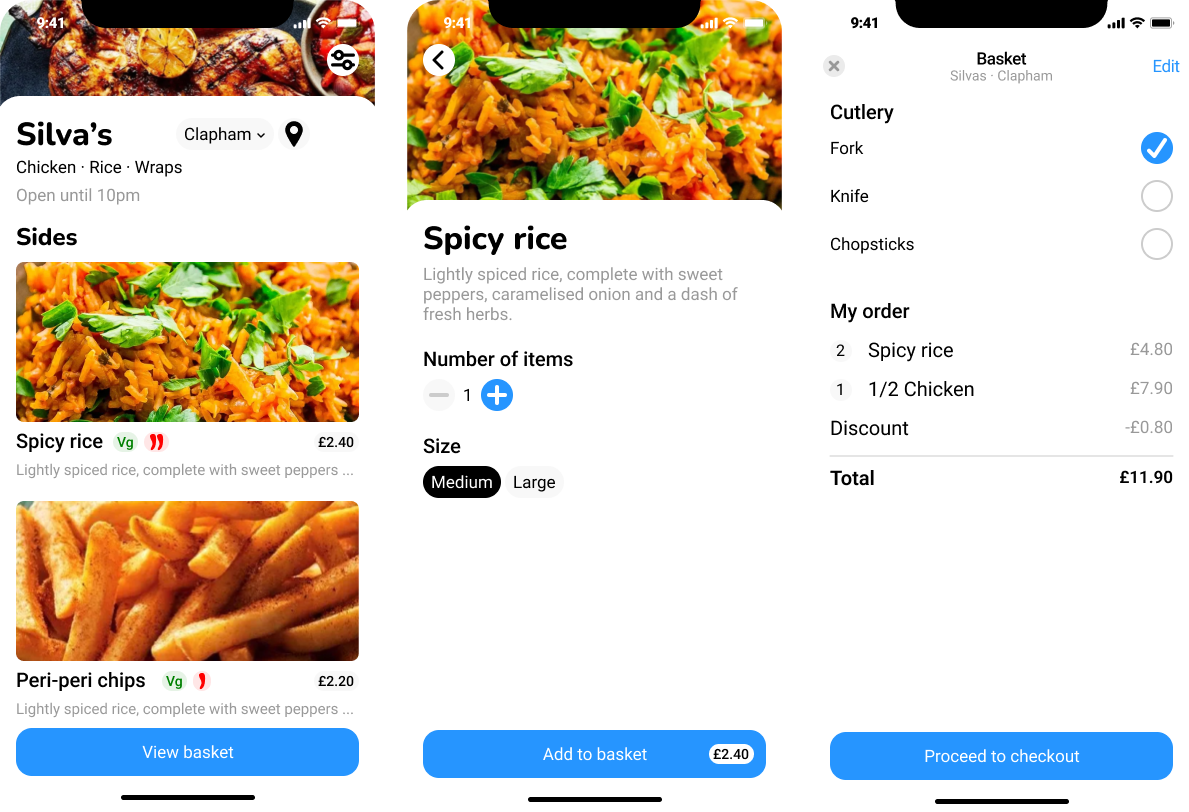 9:41
Silva’s
Clapham
Chicken · Rice · Wraps
Open until 10pm
Sides
Spicy rice Vg £2.40
Lightly spiced rice, complete with sweet peppers ...
Peri-peri chips Vg £2.20
Lightly spiced rice, complete with sweet peppers ...
View basket
9:41
Spicy rice
Lightly spiced rice, complete with sweet
peppers, caramelised onion and a dash of
fresh herbs.
Number of items
1
Size
Medium Large
Add to basket £2.40
9:41
Basket
Silvas · Clapham
Edit
Cutlery
Fork
Knife
Chopsticks
My order
2 Spicy rice £4.80
1 1/2 Chicken £7.90
Discount -£0.80
Total £11.90
Proceed to checkout